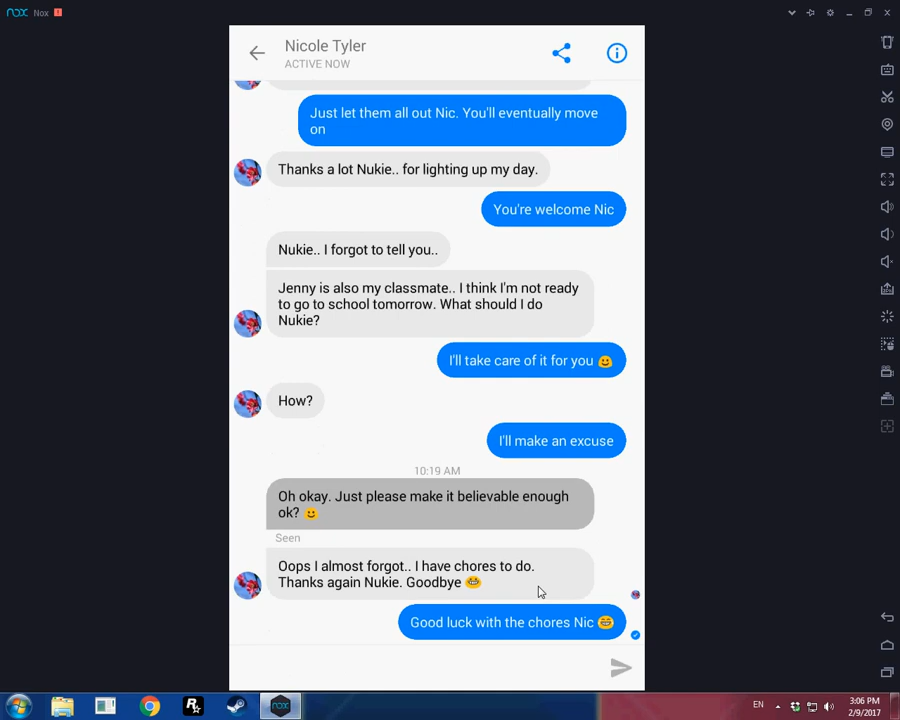 nox Nox
Nicole Tyler
ACTIVE NOW
Just let them all out Nic. You'll eventually move
on
Thanks a lot Nukie.. for lighting up my day.
You're welcome Nic
Nukie.. I forgot to tell you..
Jenny is also my classmate.. I think I'm not ready
to go to school tomorrow. What should I do
Nukie?
I'll take care of it for you 😃
How?
I'll make an excuse
10:19 AM
Oh okay. Just please make it believable enough
ok? 😃
Seen
Oops I almost forgot.. I have chores to do.
Thanks again Nukie. Goodbye 😁
Good luck with the chores Nic 😄
EN
3:06 PM
2/9/2017